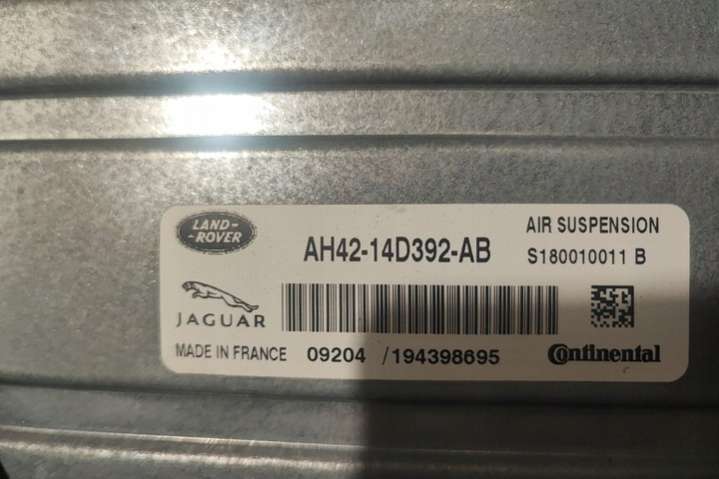 LAND-
-ROVER
AH42-14D392-AB
AIR SUSPENSION
S180010011 B
JAGUAR
MADE IN FRANCE 09204 /194398695
Continental